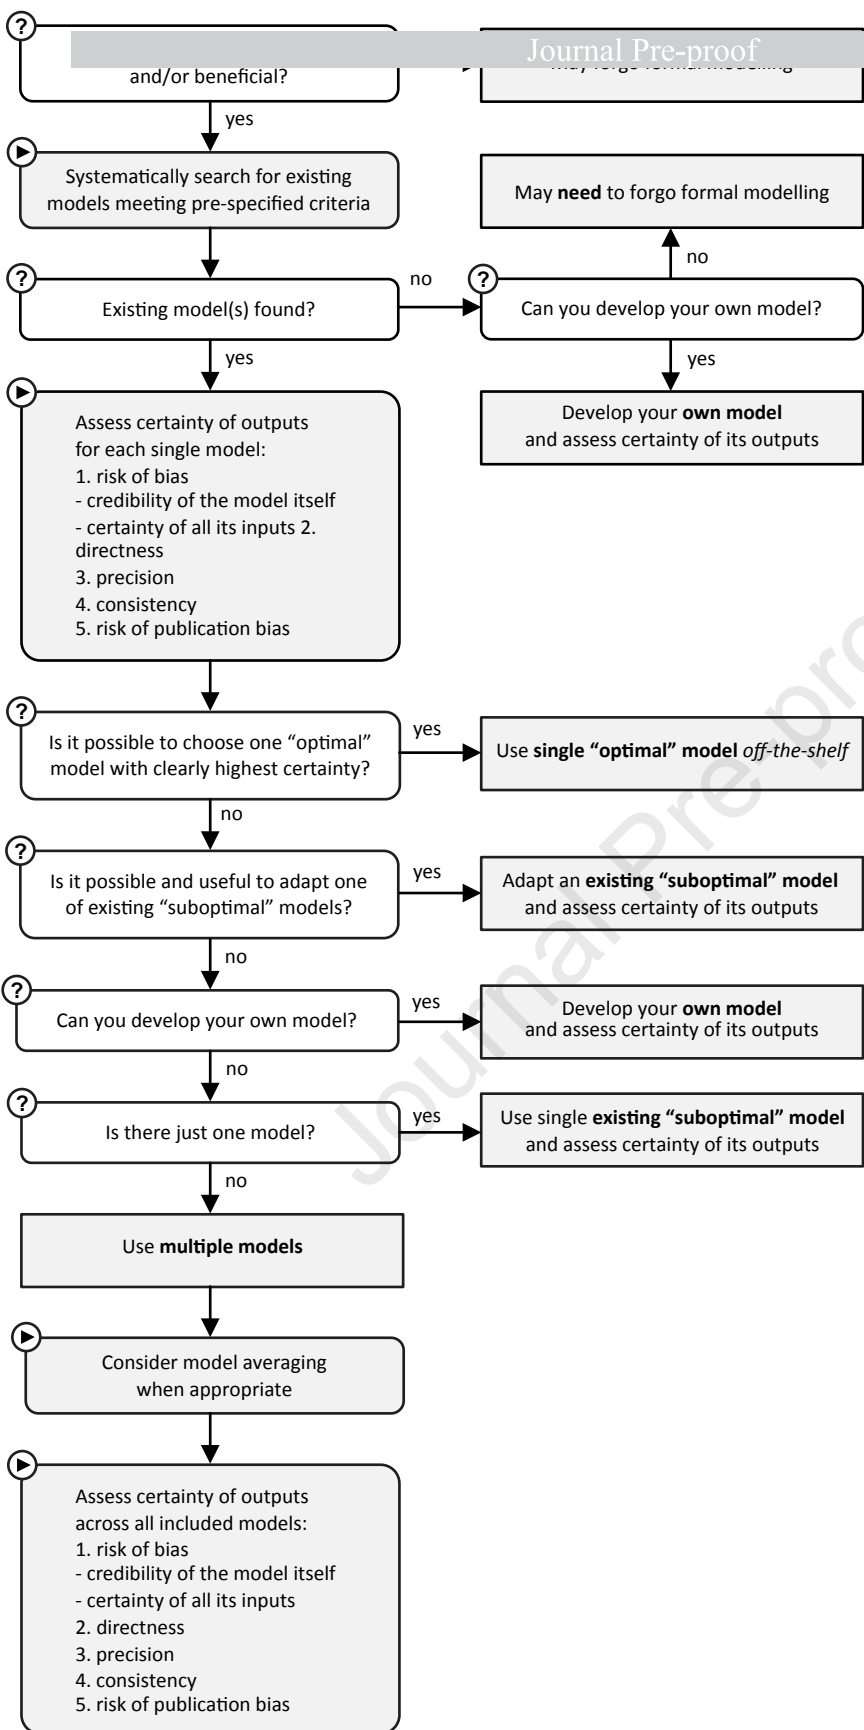 ?
Journal Pre-proof
and/or beneficial?
May forgo formal modelling
yes
Systematically search for existing
models meeting pre-specified criteria
May need to forgo formal modelling
no
?
Existing model(s) found?
no
?
Can you develop your own model?
yes
yes
Assess certainty of outputs
for each single model:
1. risk of bias
- credibility of the model itself
- certainty of all its inputs 2.
directness
3. precision
4. consistency
5. risk of publication bias
Develop your own model
and assess certainty of its outputs
?
Is it possible to choose one “optimal”
model with clearly highest certainty?
yes
Use single “optimal” model off-the-shelf
no
?
Is it possible and useful to adapt one
of existing “suboptimal” models?
yes
Adapt an existing “suboptimal” model
and assess certainty of its outputs
no
?
Can you develop your own model?
yes
Develop your own model
and assess certainty of its outputs
no
?
Is there just one model?
yes
Use single existing “suboptimal” model
and assess certainty of its outputs
no
Use multiple models
Consider model averaging
when appropriate
Assess certainty of outputs
across all included models:
1. risk of bias
- credibility of the model itself
- certainty of all its inputs
2. directness
3. precision
4. consistency
5. risk of publication bias
Journal Pre-pro